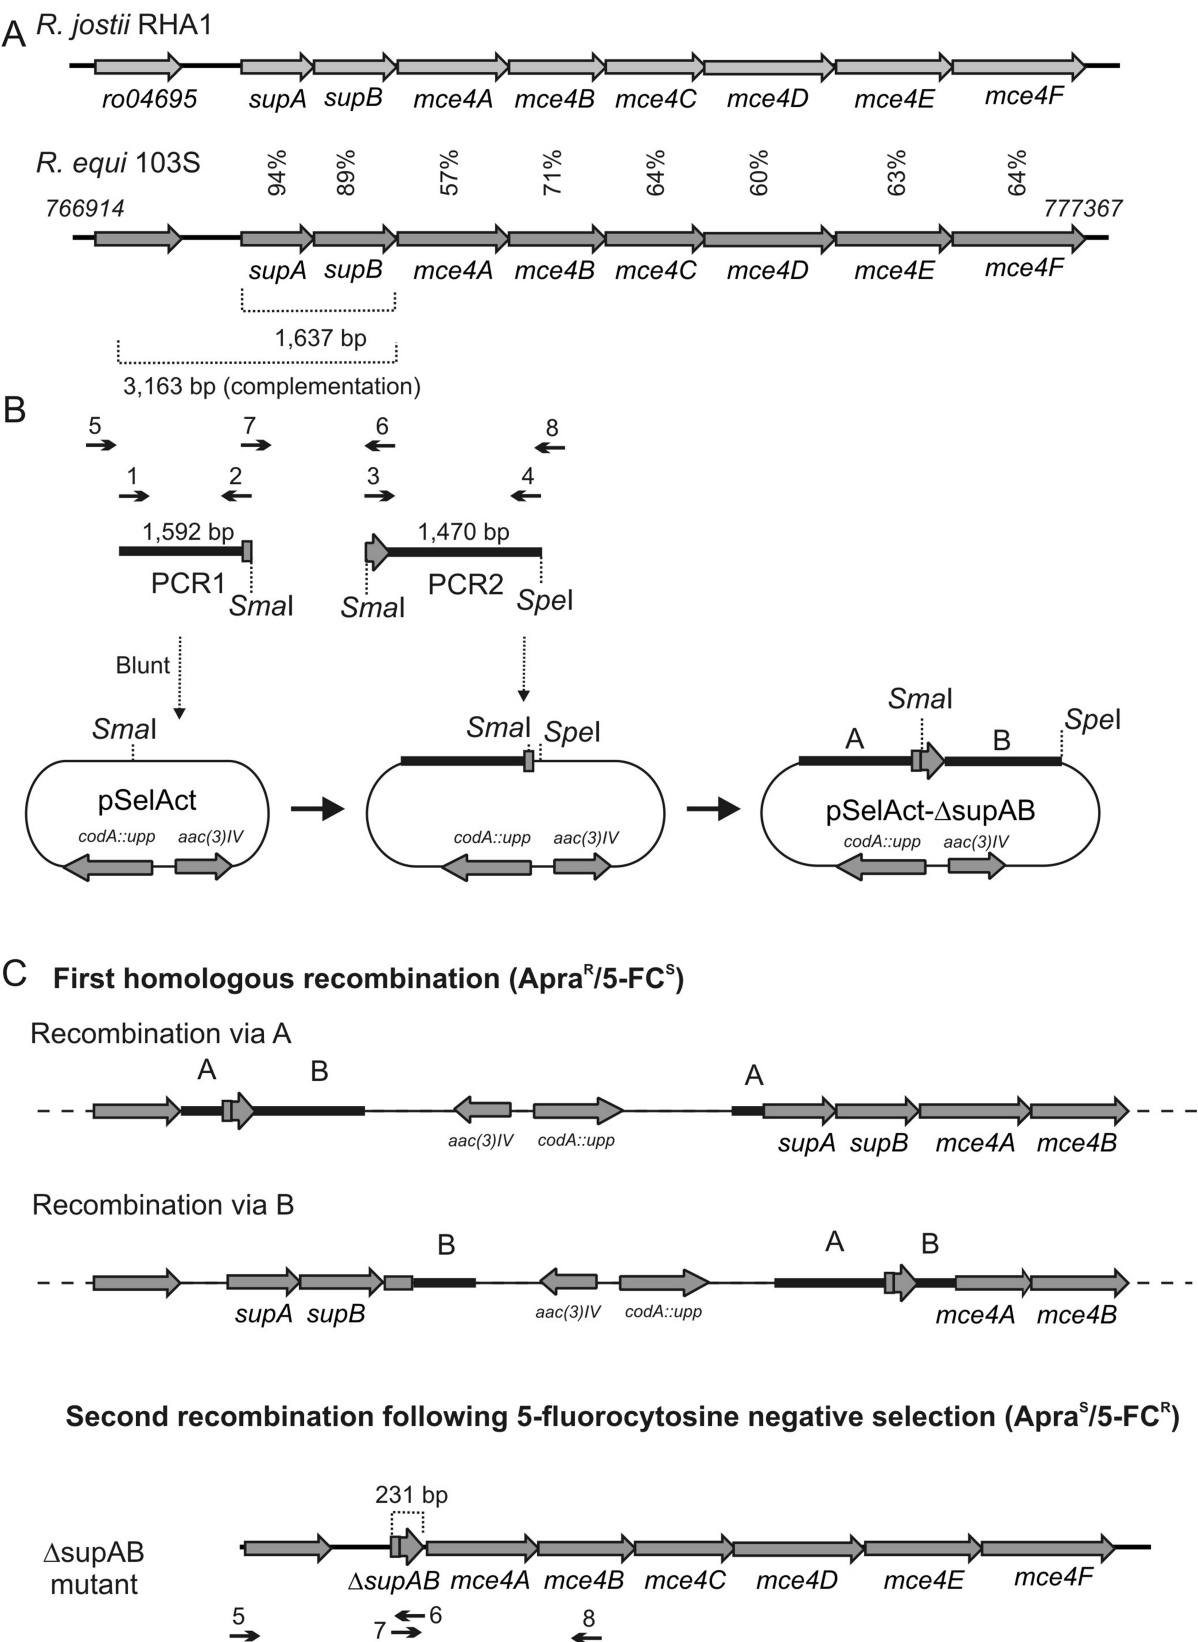 A R. jostii RHA1
ro04695 supA supB mce4A mce4B mce4C mce4D mce4E mce4F
R. equi 103S 94% 89% 57% 71% 64% 60% 63% 64%
766914 777367
supA supB mce4A mce4B mce4C mce4D mce4E mce4F
1,637 bp
3,163 bp (complementation)
B
5 7 6 8
1 2 3 4
1,592 bp 1,470 bp
PCR1 PCR2
SmaI SmaI SpeI
Blunt
SmaI SmaI SpeI SmaI SpeI
A B
pSelAct pSelAct-ΔsupAB
codA::upp aac(3)IV codA::upp aac(3)IV codA::upp aac(3)IV
C First homologous recombination (Apraᴿ/5-FCˢ)
Recombination via A
A B A
aac(3)IV codA::upp supA supB mce4A mce4B
Recombination via B
B A B
supA supB aac(3)IV codA::upp mce4A mce4B
Second recombination following 5-fluorocytosine negative selection (Apraˢ/5-FCᴿ)
231 bp
ΔsupAB
mutant
ΔsupAB mce4A mce4B mce4C mce4D mce4E mce4F
5 7 6 8